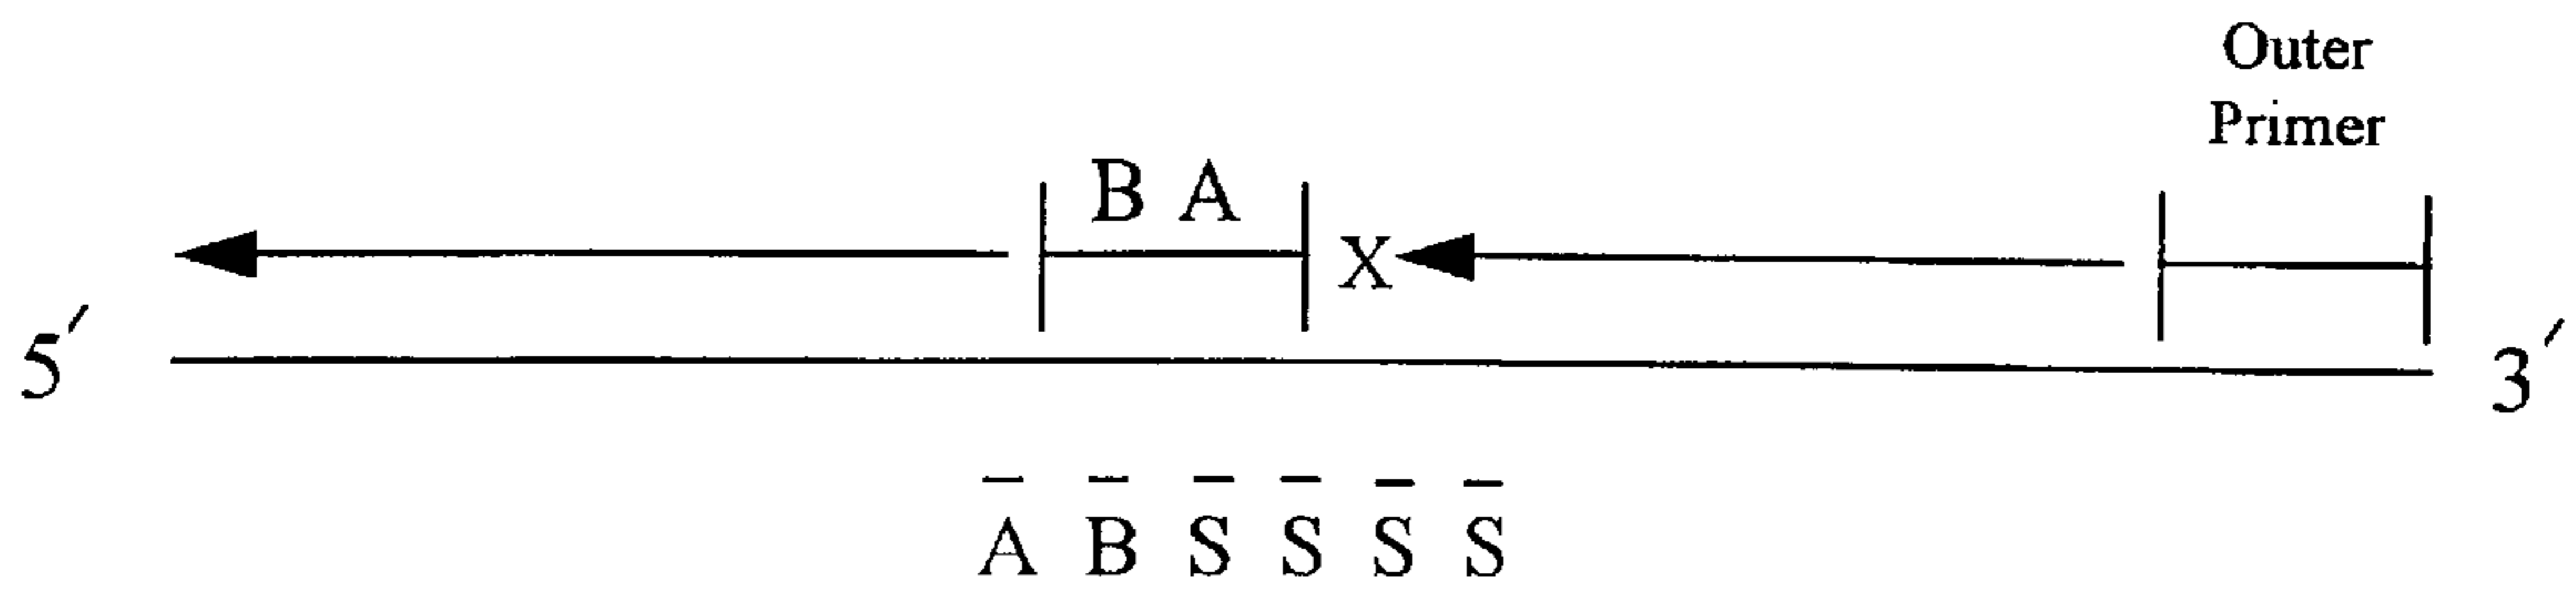 Outer
Primer
B A
X
5′
3′
A̅ B̅ S̅ S̅ S̅ S̅